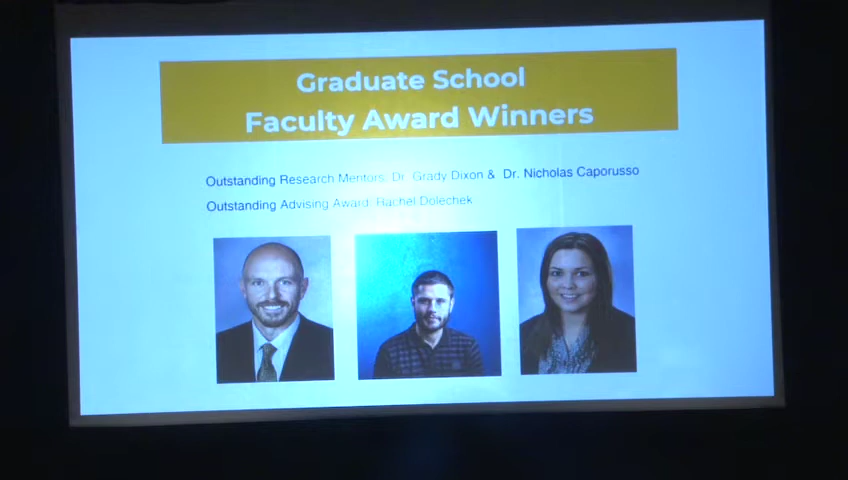 Graduate School
Faculty Award Winners
Outstanding Research Mentors: Dr. Grady Dixon & Dr. Nicholas Caporusso
Outstanding Advising Award: Rachel Dolechek